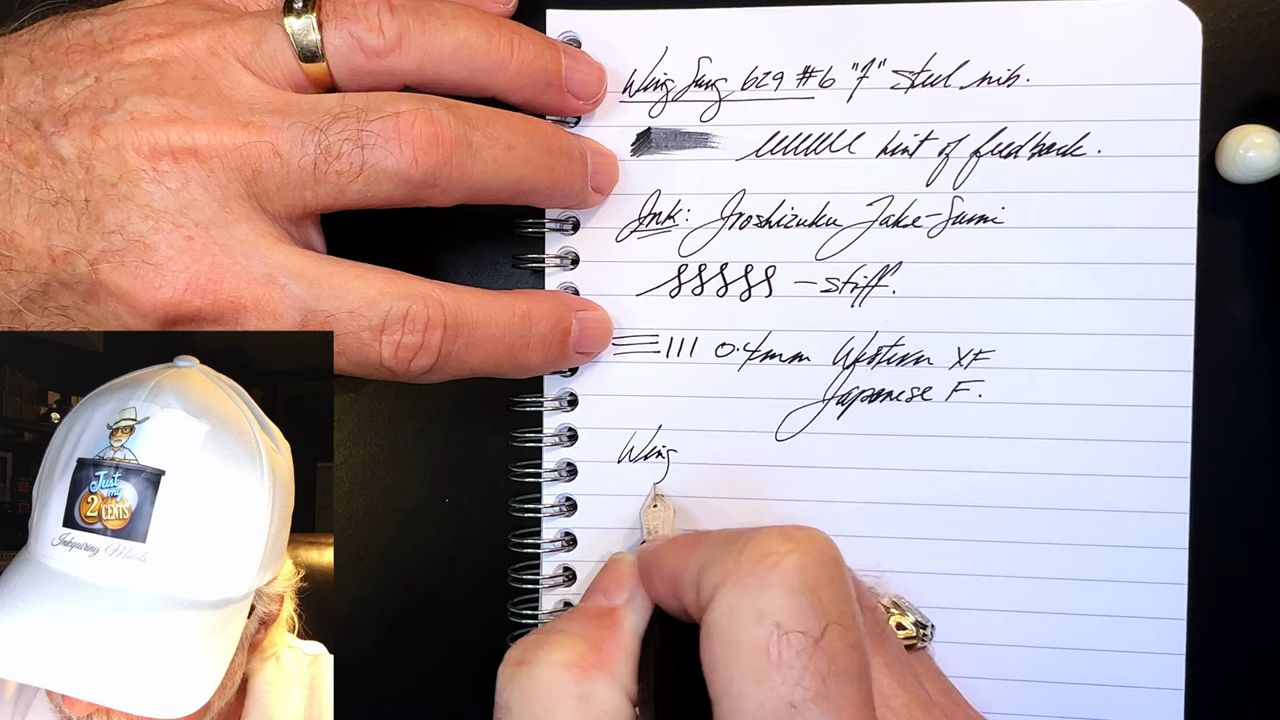 Wing Sung 629 #6 "f" Steel nib.
hint of feedback.
Ink: Iroshizuku Take-Sumi
- stiff.
0.4mm Western XF
Japanese F.
Wing
Just
my
2 CENTS
Inkquiring Minds